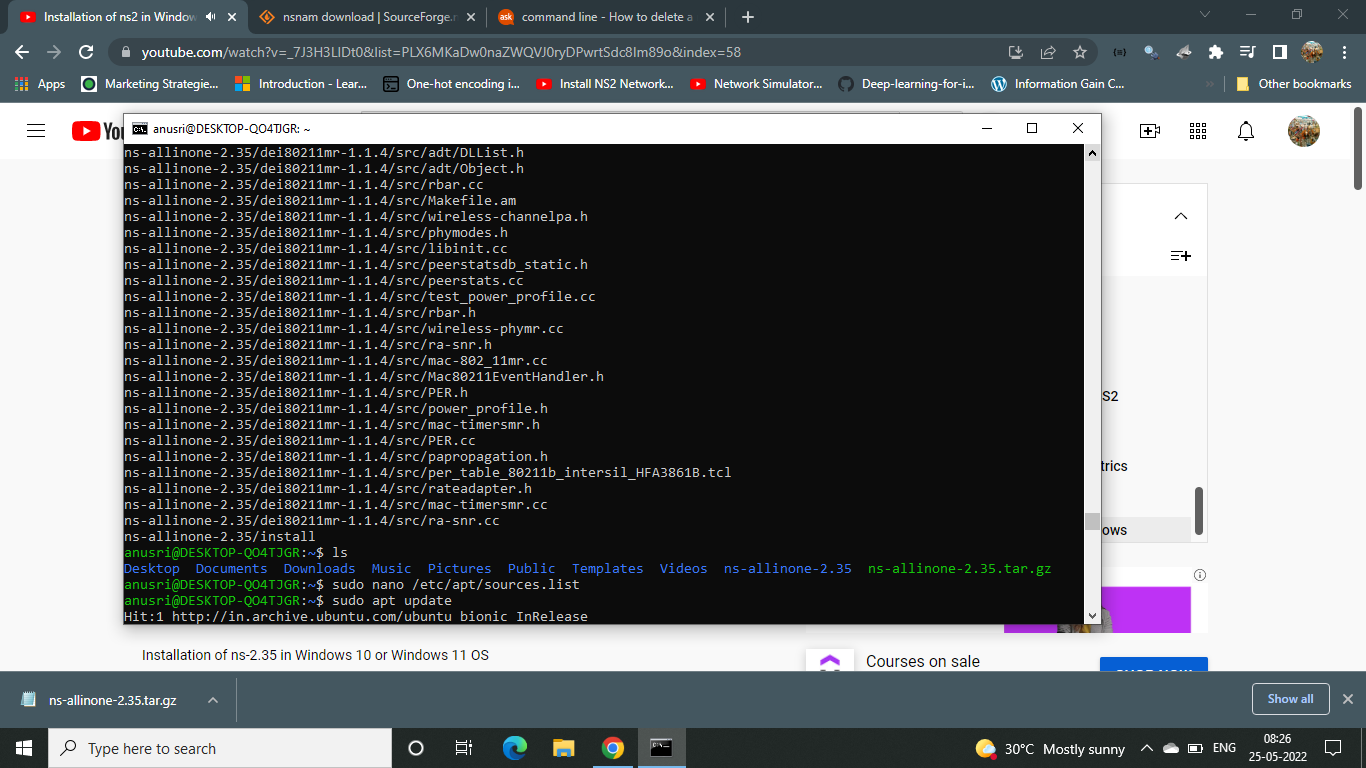 Installation of ns2 in Window
nsnam download | SourceForge.n
command line - How to delete a
youtube.com/watch?v=_7J3H3LIDt0&list=PLX6MKaDw0naZWQVJ0ryDPwrtSdc8Im89o&index=58
Apps Marketing Strategie... Introduction - Lear... One-hot encoding i... Install NS2 Network... Network Simulator... Deep-learning-for-i... Information Gain C... Other bookmarks
You
anusri@DESKTOP-QO4TJGR: ~
ns-allinone-2.35/dei80211mr-1.1.4/src/adt/DLList.h
ns-allinone-2.35/dei80211mr-1.1.4/src/adt/Object.h
ns-allinone-2.35/dei80211mr-1.1.4/src/rbar.cc
ns-allinone-2.35/dei80211mr-1.1.4/src/Makefile.am
ns-allinone-2.35/dei80211mr-1.1.4/src/wireless-channelpa.h
ns-allinone-2.35/dei80211mr-1.1.4/src/phymodes.h
ns-allinone-2.35/dei80211mr-1.1.4/src/libinit.cc
ns-allinone-2.35/dei80211mr-1.1.4/src/peerstatsdb_static.h
ns-allinone-2.35/dei80211mr-1.1.4/src/peerstats.cc
ns-allinone-2.35/dei80211mr-1.1.4/src/test_power_profile.cc
ns-allinone-2.35/dei80211mr-1.1.4/src/rbar.h
ns-allinone-2.35/dei80211mr-1.1.4/src/wireless-phymr.cc
ns-allinone-2.35/dei80211mr-1.1.4/src/ra-snr.h
ns-allinone-2.35/dei80211mr-1.1.4/src/mac-802_11mr.cc
ns-allinone-2.35/dei80211mr-1.1.4/src/Mac80211EventHandler.h
ns-allinone-2.35/dei80211mr-1.1.4/src/PER.h
ns-allinone-2.35/dei80211mr-1.1.4/src/power_profile.h
ns-allinone-2.35/dei80211mr-1.1.4/src/mac-timersmr.h
ns-allinone-2.35/dei80211mr-1.1.4/src/PER.cc
ns-allinone-2.35/dei80211mr-1.1.4/src/papropagation.h
ns-allinone-2.35/dei80211mr-1.1.4/src/per_table_80211b_intersil_HFA3861B.tcl
ns-allinone-2.35/dei80211mr-1.1.4/src/rateadapter.h
ns-allinone-2.35/dei80211mr-1.1.4/src/mac-timersmr.cc
ns-allinone-2.35/dei80211mr-1.1.4/src/ra-snr.cc
ns-allinone-2.35/install
anusri@DESKTOP-QO4TJGR:~$ ls
Desktop Documents Downloads Music Pictures Public Templates Videos ns-allinone-2.35 ns-allinone-2.35.tar.gz
anusri@DESKTOP-QO4TJGR:~$ sudo nano /etc/apt/sources.list
anusri@DESKTOP-QO4TJGR:~$ sudo apt update
Hit:1 http://in.archive.ubuntu.com/ubuntu bionic InRelease
S2
trics
ows
Installation of ns-2.35 in Windows 10 or Windows 11 OS
Courses on sale
ns-allinone-2.35.tar.gz
Show all
Type here to search
30°C Mostly sunny
ENG
08:26
25-05-2022